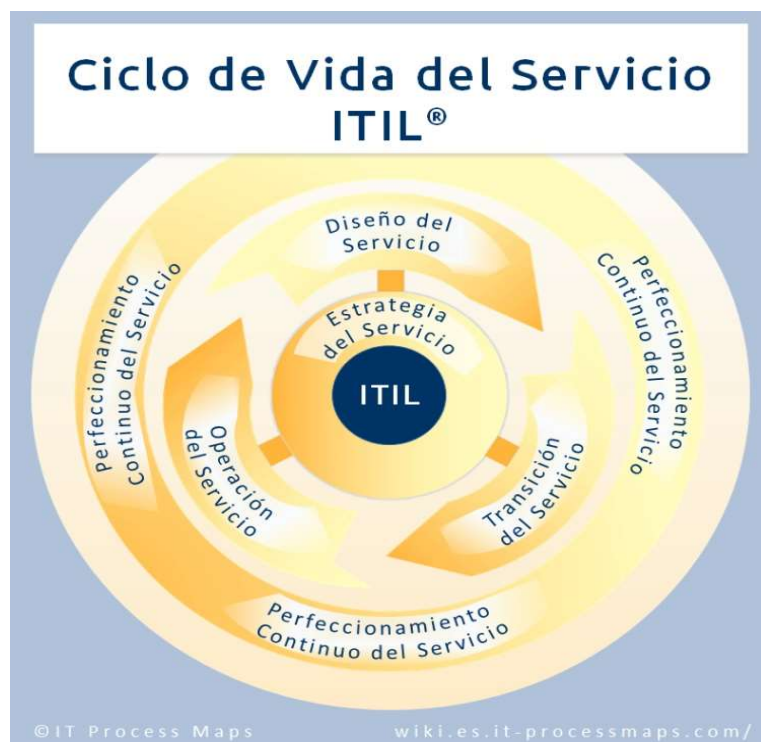 Ciclo de Vida del Servicio
ITIL®
Diseño del
Servicio
Estrategia
del Servicio
ITIL
Perfeccionamiento
Continuo del Servicio
Perfeccionamiento
Continuo del Servicio
Operación
del Servicio
Transición
del Servicio
Perfeccionamiento
Continuo del Servicio
©IT Process Maps
wiki.es.it-processmaps.com/